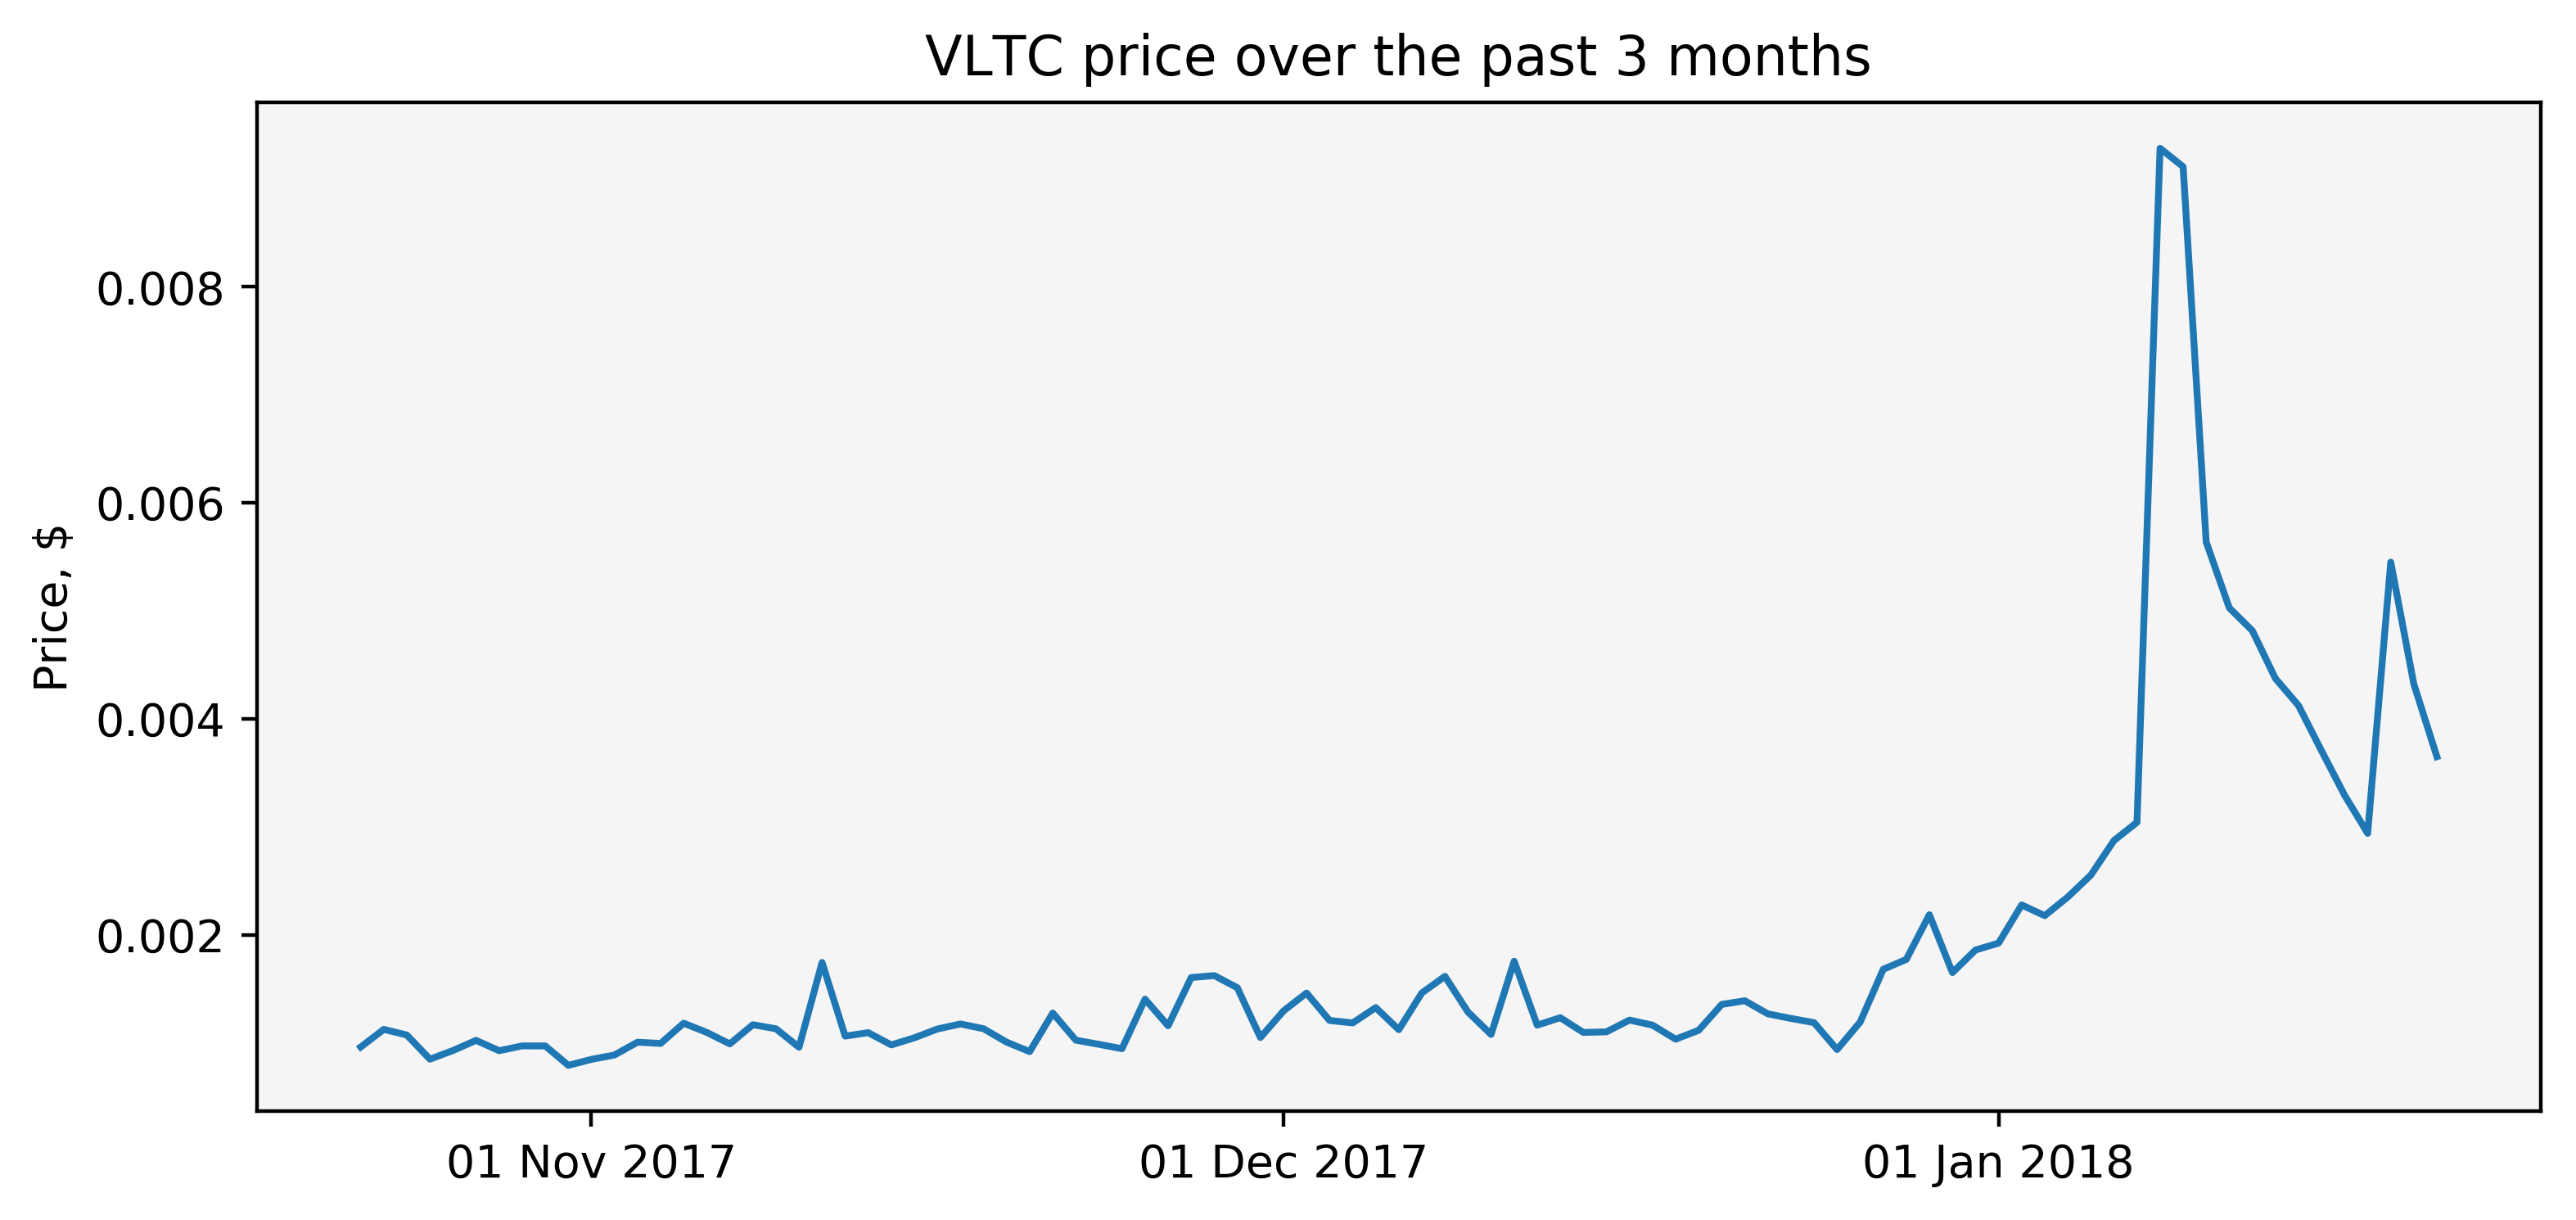 VLTC price over the past 3 months
Price, $
0.008
0.006
0.004
0.002
01 Nov 2017
01 Dec 2017
01 Jan 2018